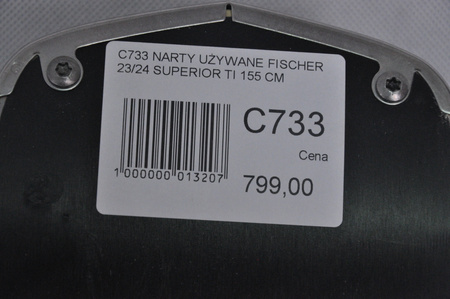 C733 NARTY UŻYWANE FISCHER
23/24 SUPERIOR TI 155 CM
C733
Cena
1 000000 013207
799,00